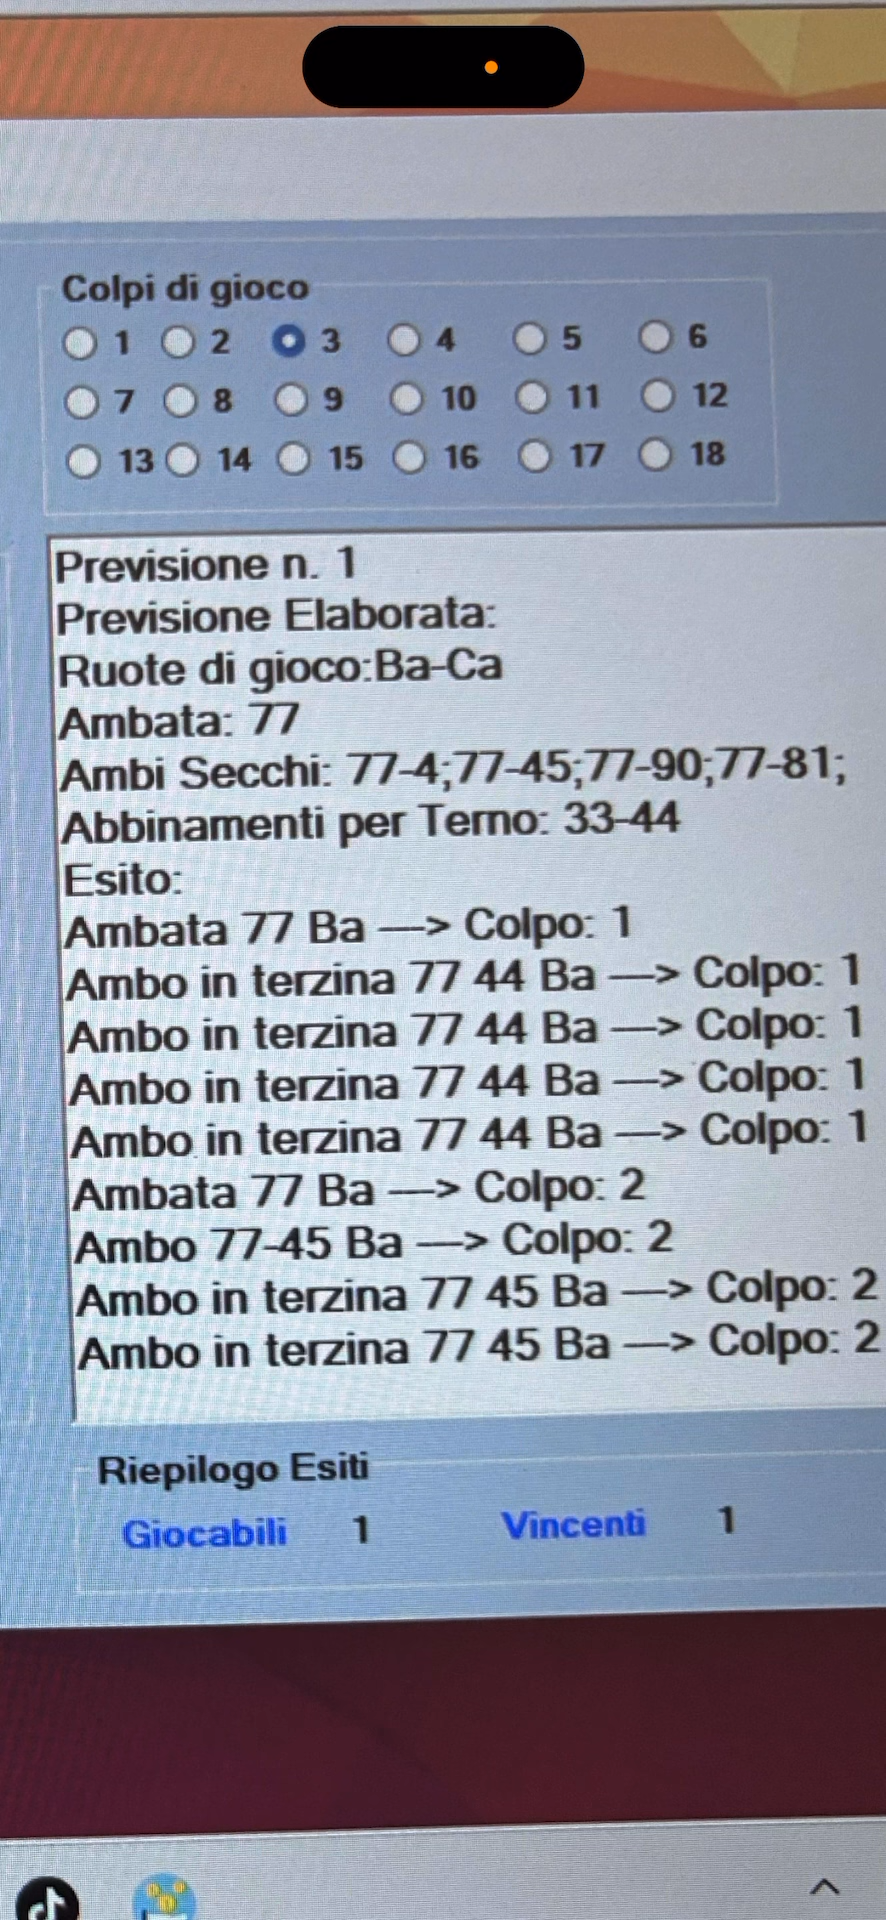 Colpi di gioco
1 2 3 4 5 6
7 8 9 10 11 12
13 14 15 16 17 18
Previsione n. 1
Previsione Elaborata:
Ruote di gioco:Ba-Ca
Ambata: 77
Ambi Secchi: 77-4;77-45;77-90;77-81;
Abbinamenti per Terno: 33-44
Esito:
Ambata 77 Ba —> Colpo: 1
Ambo in terzina 77 44 Ba —> Colpo: 1
Ambo in terzina 77 44 Ba —> Colpo: 1
Ambo in terzina 77 44 Ba —> Colpo: 1
Ambo in terzina 77 44 Ba —> Colpo: 1
Ambata 77 Ba —> Colpo: 2
Ambo 77-45 Ba —> Colpo: 2
Ambo in terzina 77 45 Ba —> Colpo: 2
Ambo in terzina 77 45 Ba —> Colpo: 2
Riepilogo Esiti
Giocabili 1 Vincenti 1